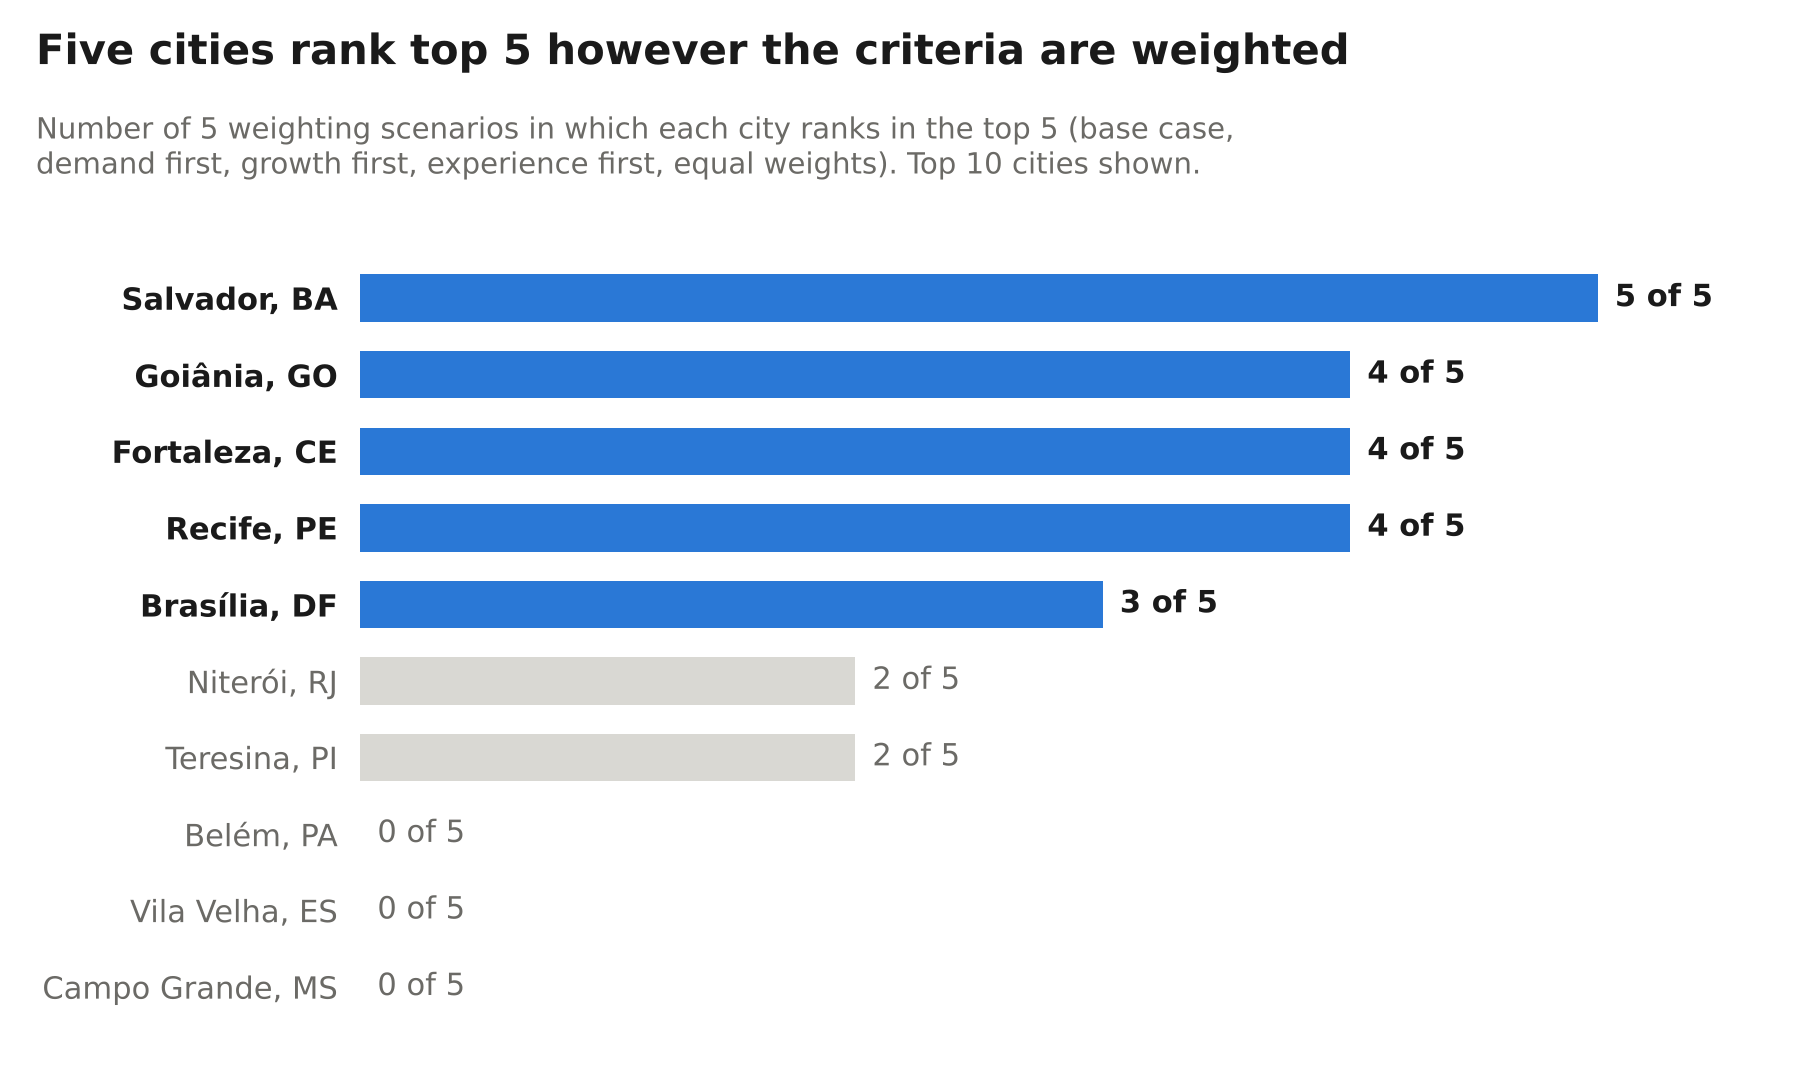 Five cities rank top 5 however the criteria are weighted
Number of 5 weighting scenarios in which each city ranks in the top 5 (base case,
demand first, growth first, experience first, equal weights). Top 10 cities shown.
Salvador, BA 5 of 5
Goiânia, GO 4 of 5
Fortaleza, CE 4 of 5
Recife, PE 4 of 5
Brasília, DF 3 of 5
Niterói, RJ 2 of 5
Teresina, PI 2 of 5
Belém, PA 0 of 5
Vila Velha, ES 0 of 5
Campo Grande, MS 0 of 5